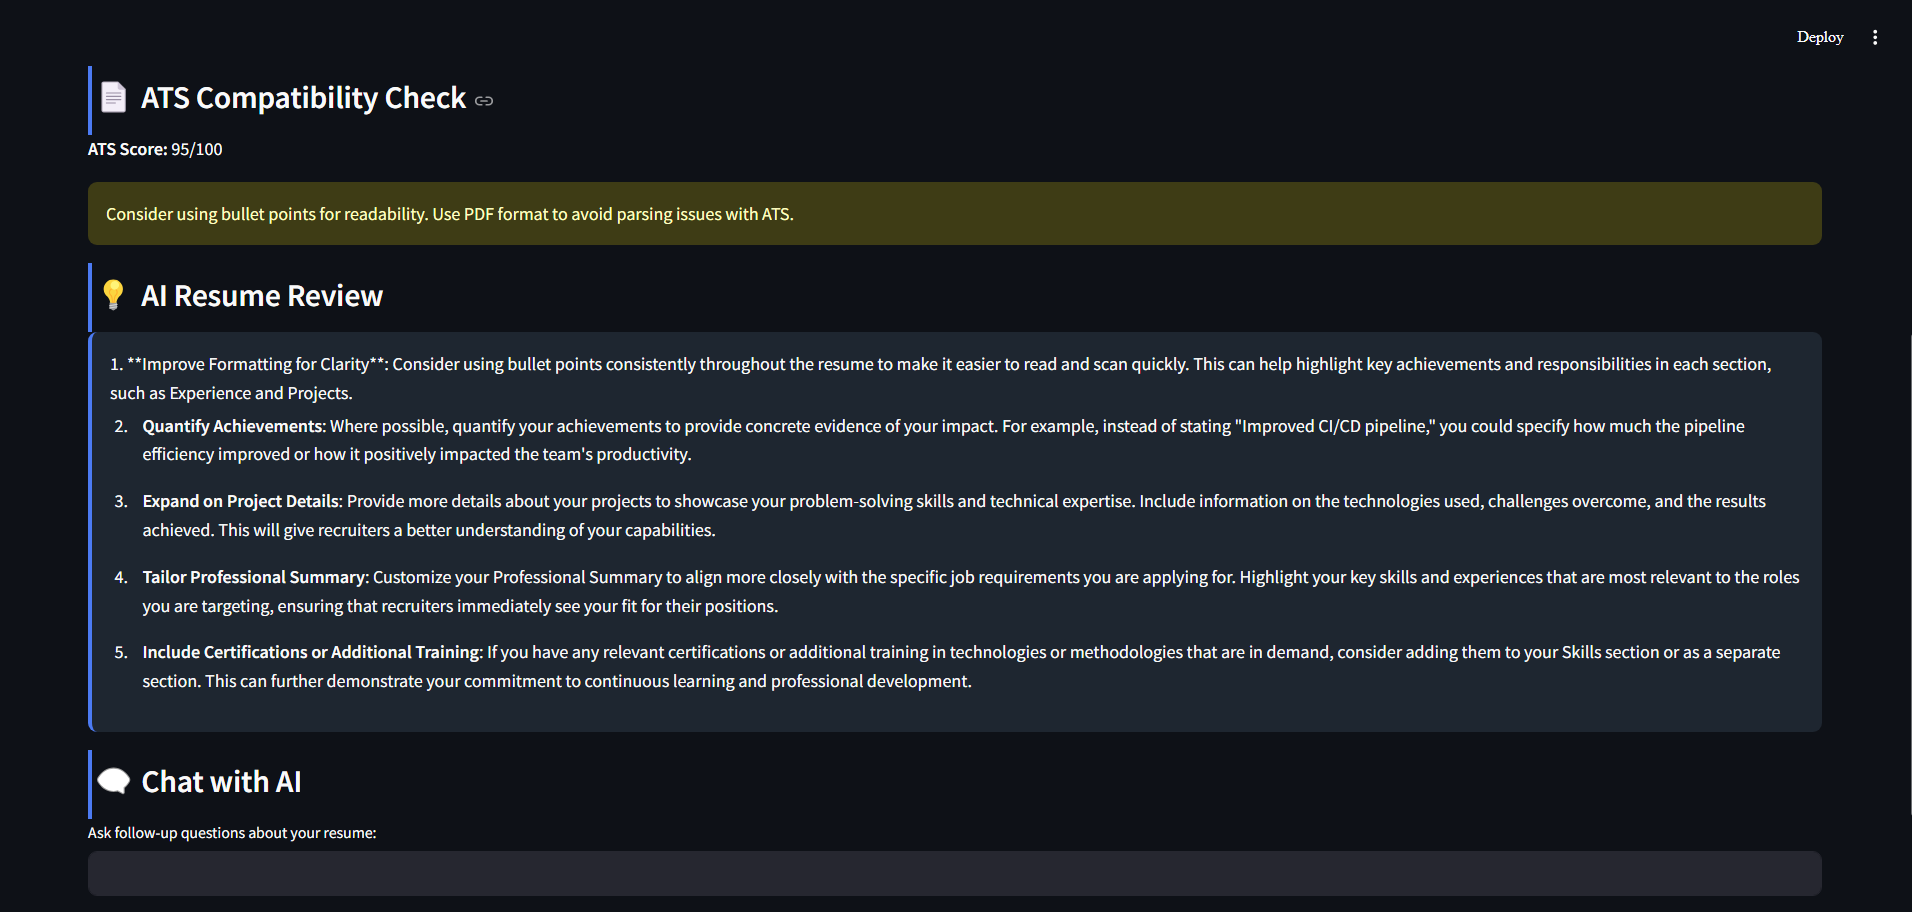 Deploy
ATS Compatibility Check
ATS Score: 95/100
Consider using bullet points for readability. Use PDF format to avoid parsing issues with ATS.
AI Resume Review
1. **Improve Formatting for Clarity**: Consider using bullet points consistently throughout the resume to make it easier to read and scan quickly. This can help highlight key achievements and responsibilities in each section,
such as Experience and Projects.
2. Quantify Achievements: Where possible, quantify your achievements to provide concrete evidence of your impact. For example, instead of stating "Improved CI/CD pipeline," you could specify how much the pipeline
efficiency improved or how it positively impacted the team's productivity.
3. Expand on Project Details: Provide more details about your projects to showcase your problem-solving skills and technical expertise. Include information on the technologies used, challenges overcome, and the results
achieved. This will give recruiters a better understanding of your capabilities.
4. Tailor Professional Summary: Customize your Professional Summary to align more closely with the specific job requirements you are applying for. Highlight your key skills and experiences that are most relevant to the roles
you are targeting, ensuring that recruiters immediately see your fit for their positions.
5. Include Certifications or Additional Training: If you have any relevant certifications or additional training in technologies or methodologies that are in demand, consider adding them to your Skills section or as a separate
section. This can further demonstrate your commitment to continuous learning and professional development.
Chat with AI
Ask follow-up questions about your resume: